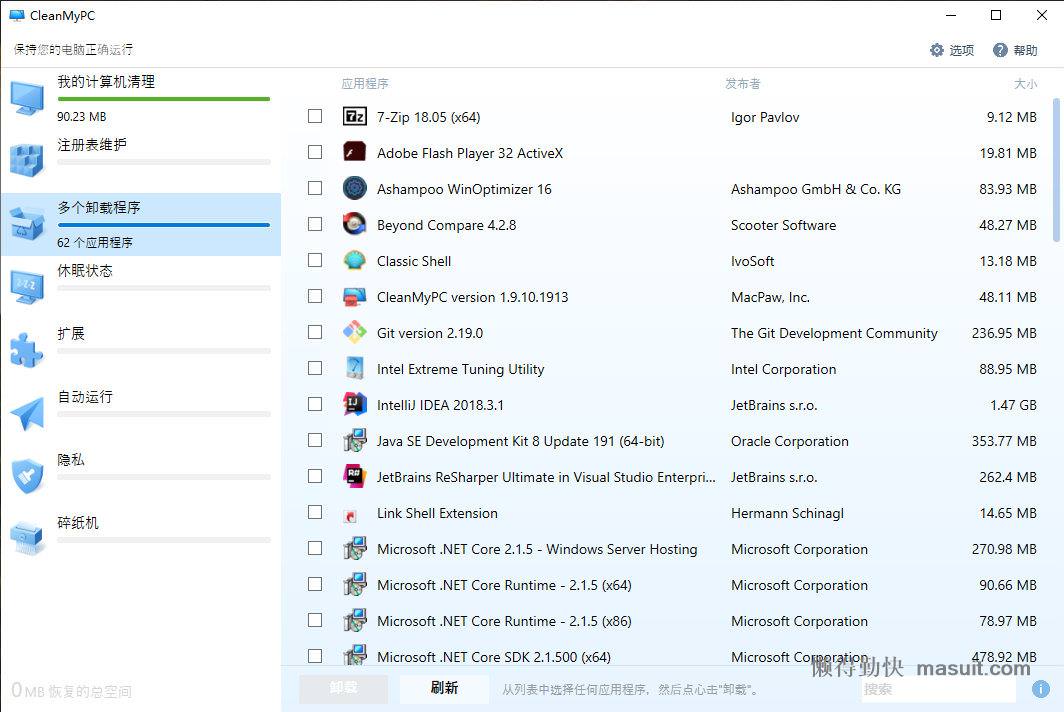 CleanMyPC
保持您的电脑正确运行
选项 帮助
我的计算机清理
90.23 MB
注册表维护
多个卸载程序
62 个应用程序
休眠状态
扩展
自动运行
隐私
碎纸机
0MB 恢复的总空间
应用程序 发布者 大小
7-Zip 18.05 (x64) Igor Pavlov 9.12 MB
Adobe Flash Player 32 ActiveX 19.81 MB
Ashampoo WinOptimizer 16 Ashampoo GmbH & Co. KG 83.93 MB
Beyond Compare 4.2.8 Scooter Software 48.27 MB
Classic Shell IvoSoft 13.18 MB
CleanMyPC version 1.9.10.1913 MacPaw, Inc. 48.11 MB
Git version 2.19.0 The Git Development Community 236.95 MB
Intel Extreme Tuning Utility Intel Corporation 88.95 MB
IntelliJ IDEA 2018.3.1 JetBrains s.r.o. 1.47 GB
Java SE Development Kit 8 Update 191 (64-bit) Oracle Corporation 353.77 MB
JetBrains ReSharper Ultimate in Visual Studio Enterpri... JetBrains s.r.o. 262.4 MB
Link Shell Extension Hermann Schinagl 14.65 MB
Microsoft .NET Core 2.1.5 - Windows Server Hosting Microsoft Corporation 270.98 MB
Microsoft .NET Core Runtime - 2.1.5 (x64) Microsoft Corporation 90.66 MB
Microsoft .NET Core Runtime - 2.1.5 (x86) Microsoft Corporation 78.97 MB
Microsoft .NET Core SDK 2.1.500 (x64) Microsoft Corporation 478.92 MB
懒得勤快 masuit.com
卸载 刷新 从列表中选择任何应用程序，然后点心击"卸载"。 搜索